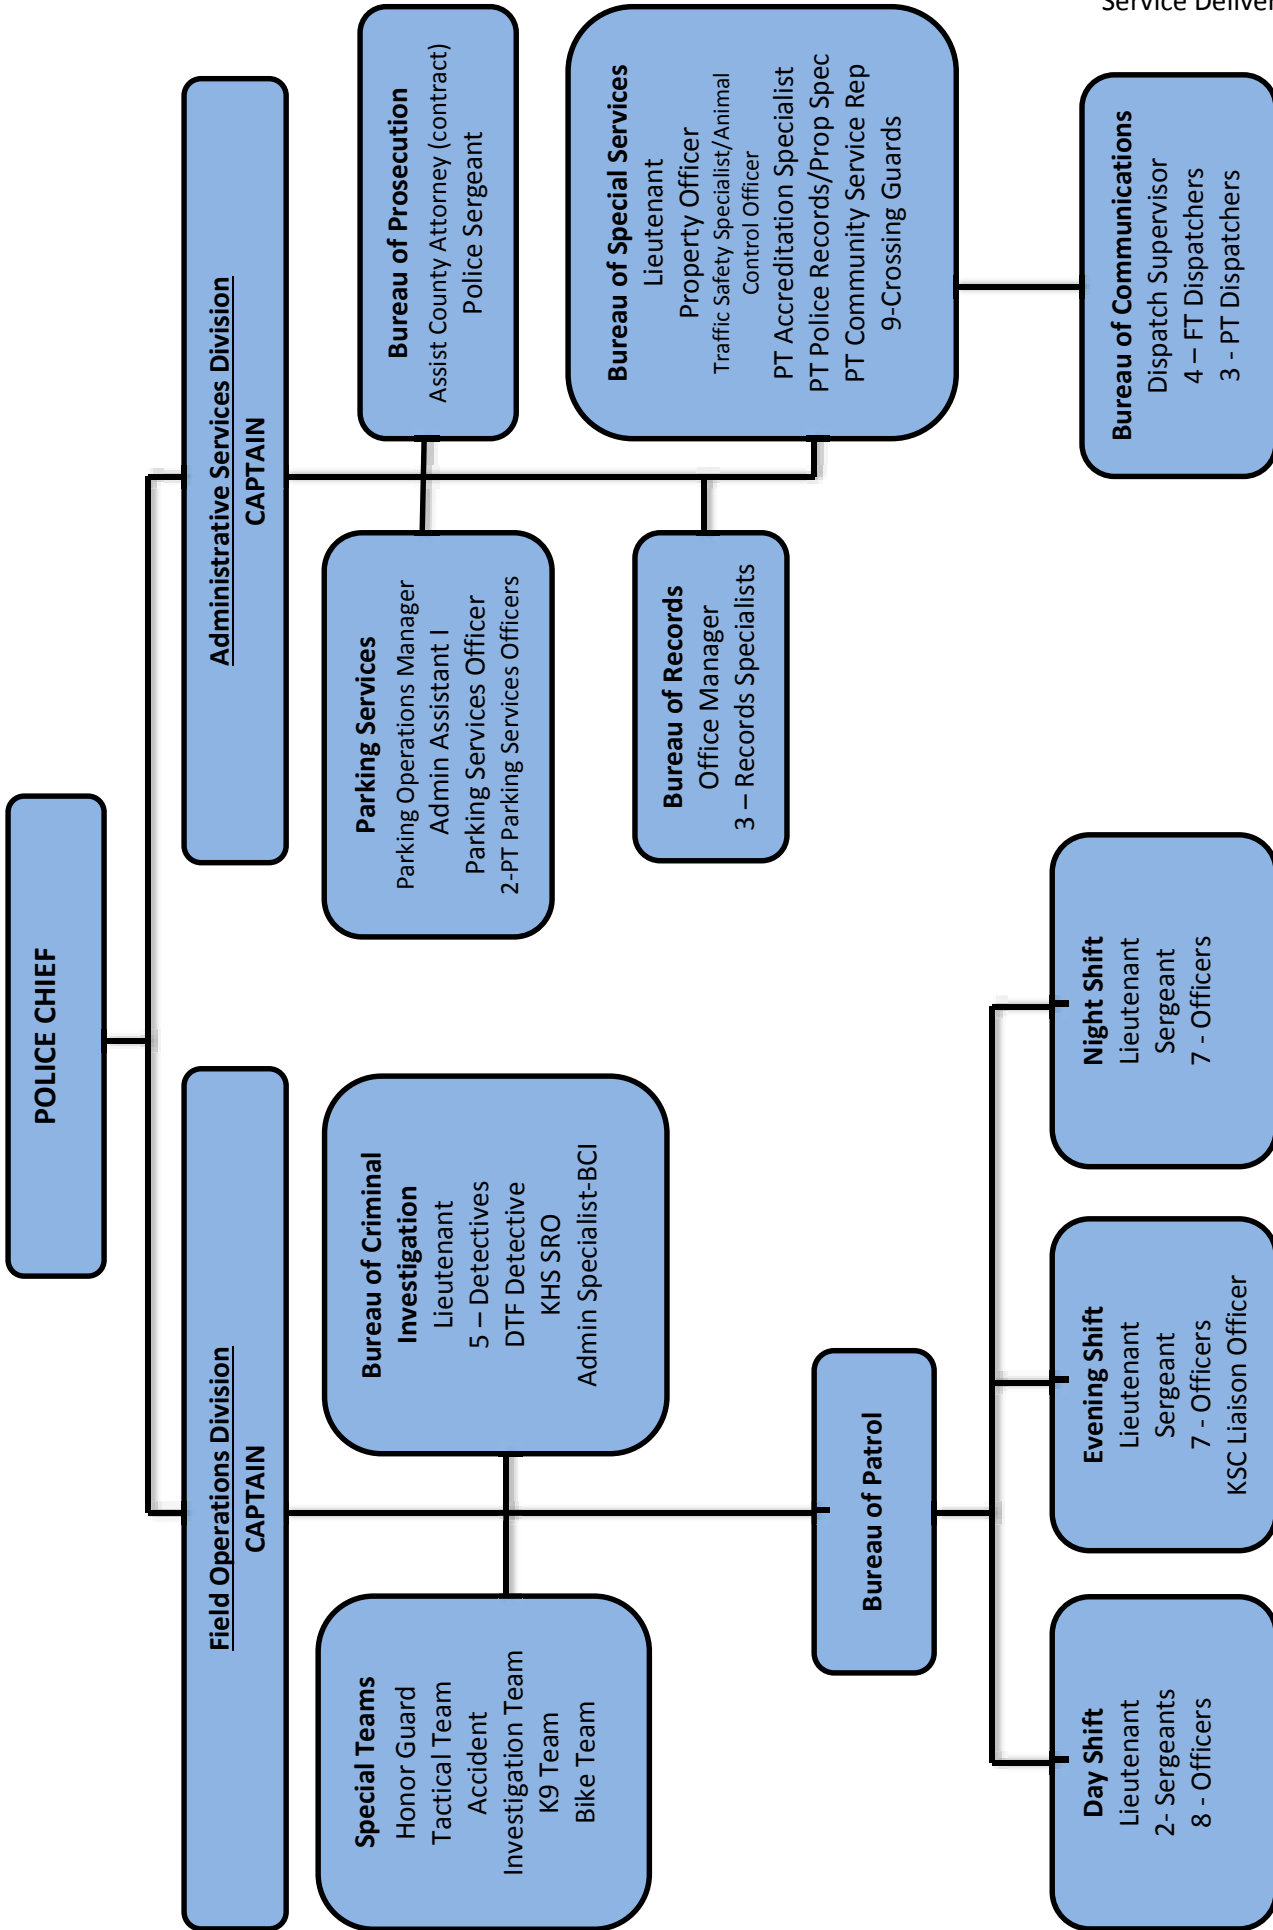 Service Deliver
POLICE CHIEF
Field Operations Division
CAPTAIN
Administrative Services Division
CAPTAIN
Special Teams
Honor Guard
Tactical Team
Accident
Investigation Team
K9 Team
Bike Team
Bureau of Criminal
Investigation
Lieutenant
5 – Detectives
DTF Detective
KHS SRO
Admin Specialist-BCI
Parking Services
Parking Operations Manager
Admin Assistant I
Parking Services Officer
2-PT Parking Services Officers
Bureau of Prosecution
Assist County Attorney (contract)
Police Sergeant
Bureau of Records
Office Manager
3 – Records Specialists
Bureau of Special Services
Lieutenant
Property Officer
Traffic Safety Specialist/Animal
Control Officer
PT Accreditation Specialist
PT Police Records/Prop Spec
PT Community Service Rep
9-Crossing Guards
Bureau of Patrol
Day Shift
Lieutenant
2- Sergeants
8 - Officers
Evening Shift
Lieutenant
Sergeant
7 - Officers
KSC Liaison Officer
Night Shift
Lieutenant
Sergeant
7 - Officers
Bureau of Communications
Dispatch Supervisor
4 – FT Dispatchers
3 - PT Dispatchers